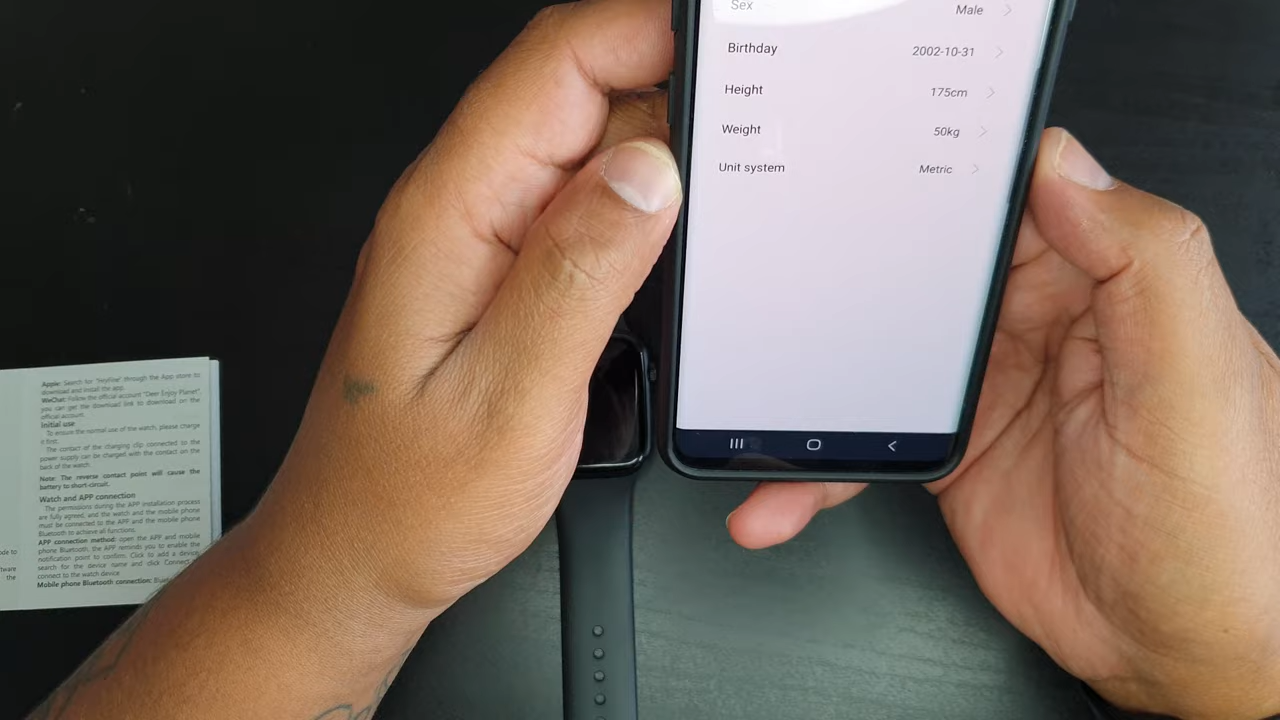 Sex Male
Birthday 2002-10-31
Height 175cm
Weight 50kg
Unit system Metric
Apple: Search for "keyfine" through the App store to
download and install the app.
WeChat: Follow the official account "Deer Enjoy Planet",
you can get the download link to download on the
official account.
Initial use
To ensure the normal use of the watch, please charge
it first.
The contact of the charging clip connected to the
power supply can be charged with the contact on the
back of the watch.
Note: The reverse contact point will cause the
battery to short-circuit.
Watch and APP connection
The permissions during the APP installation process
are fully agreed, and the watch and the mobile phone
must be connected to the APP and the mobile phone
Bluetooth to achieve all functions.
APP connection method: open the APP and mobile
phone Bluetooth, the APP reminds you to enable the
notification point to confirm. Click to add a device
search for the device name and click Connect
connect to the watch device
Mobile phone Bluetooth connection:
the